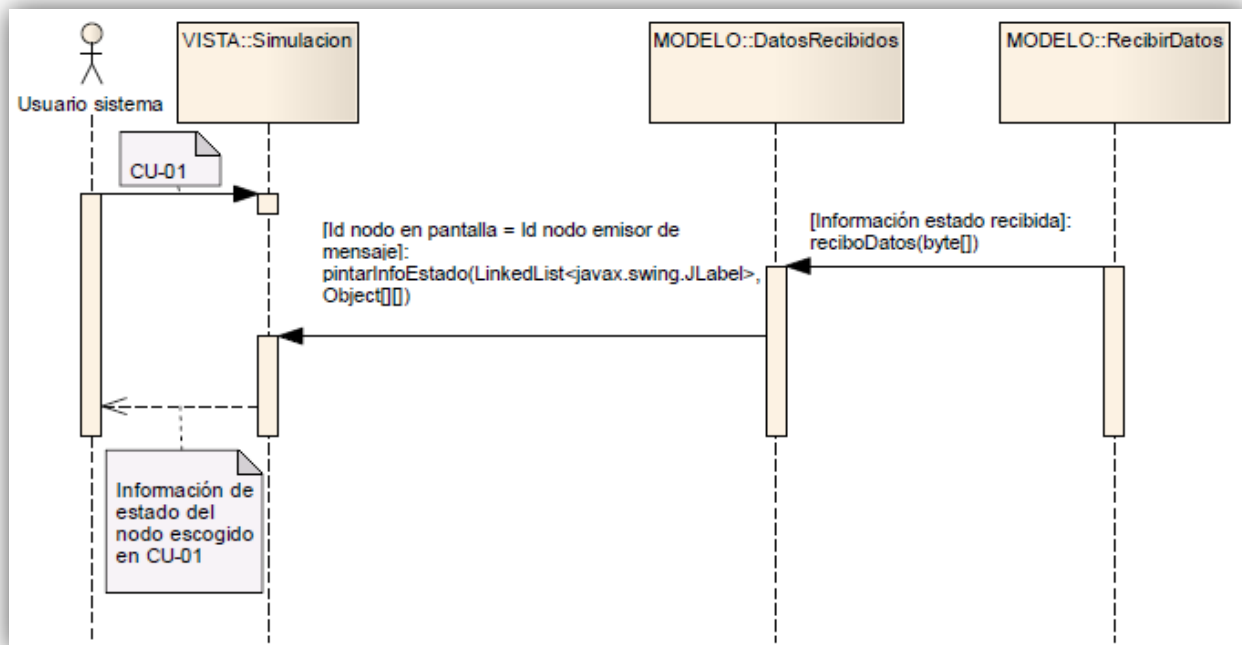 VISTA::Simulacion
MODELO::DatosRecibidos
MODELO::RecibirDatos
Usuario sistema
CU-01
[Id nodo en pantalla = Id nodo emisor de
mensaje]:
pintarInfoEstado(LinkedList<javax.swing.JLabel>,
Object[][])
[Información estado recibida]:
reciboDatos(byte[])
Información de
estado del
nodo escogido
en CU-01